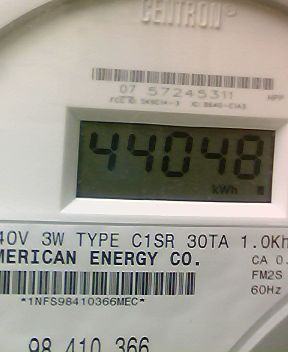 CENTRON®
07 57245311
44048
kWh
40V 3W TYPE C1SR 30TA 1.0Kh
MERICAN ENERGY CO.
CA 0.
FM2S
60Hz
*1NFS98410366MEC*
98 410 366